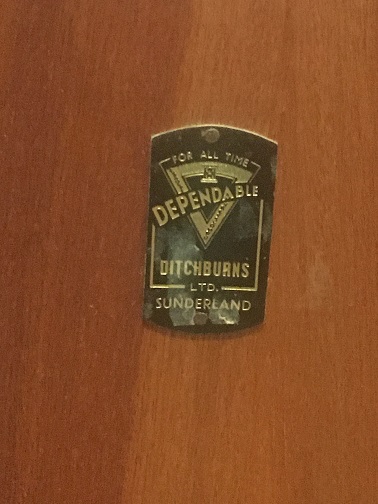 FOR ALL TIME
DEPENDABLE
DITCHBURNS
LTD.
SUNDERLAND